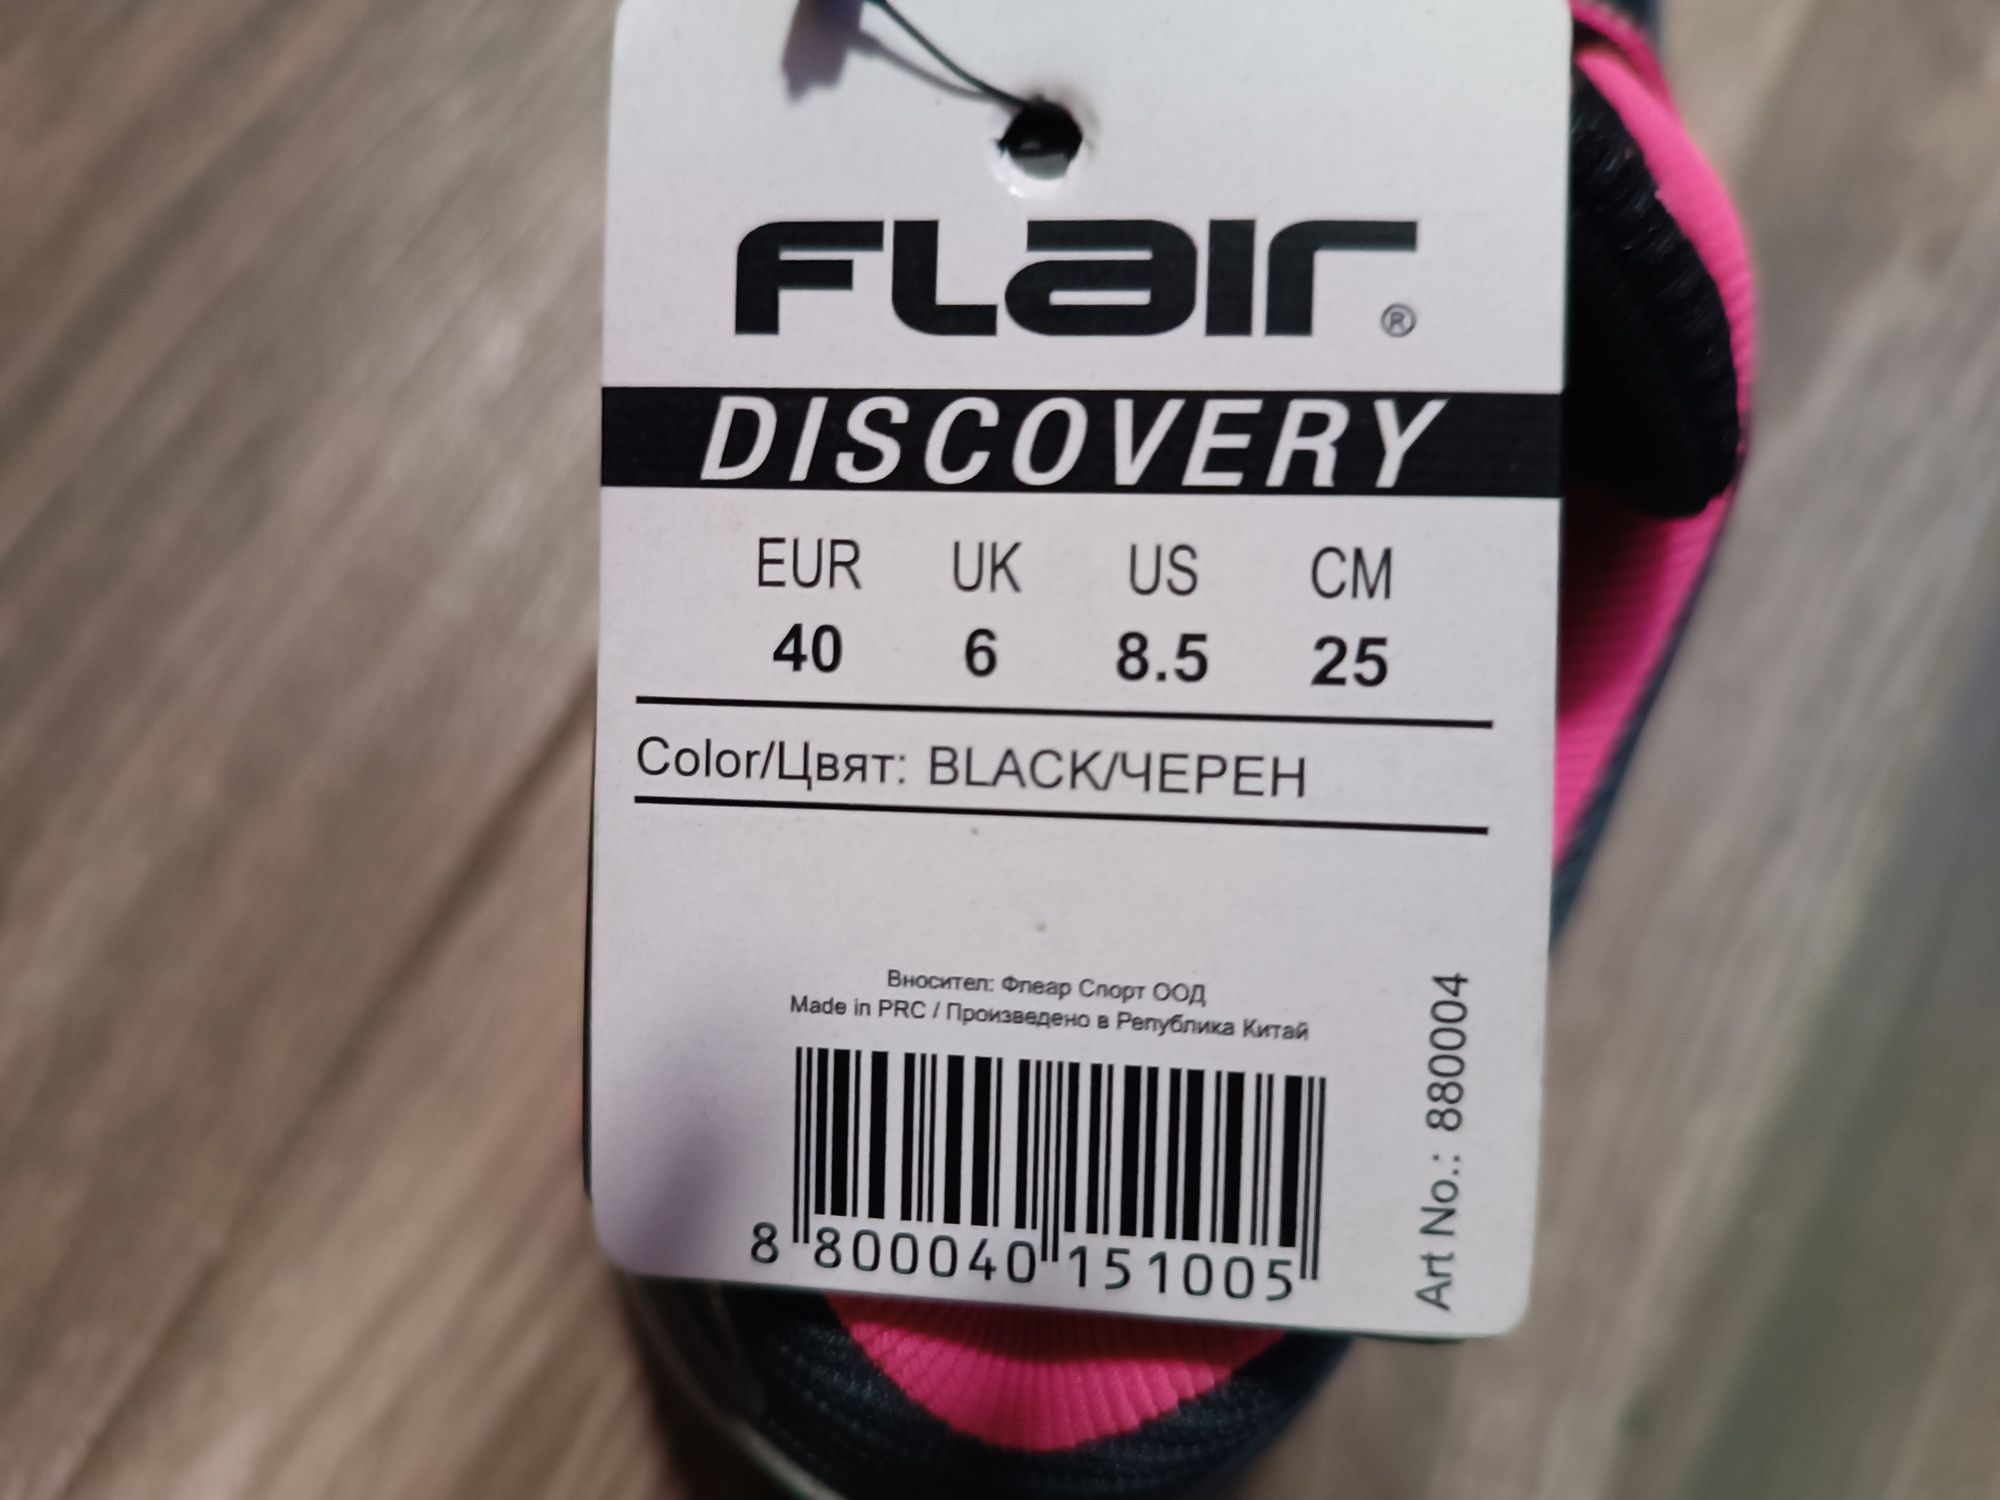 FLaIr ®
DISCOVERY
EUR UK US CM
40 6 8.5 25
Color/Цвят: BLACK/ЧЕРЕН
Вносител: Флеар Спорт ООД
Made in PRC / Произведено в Република Китай
8 800040 151005
Art No.: 880004